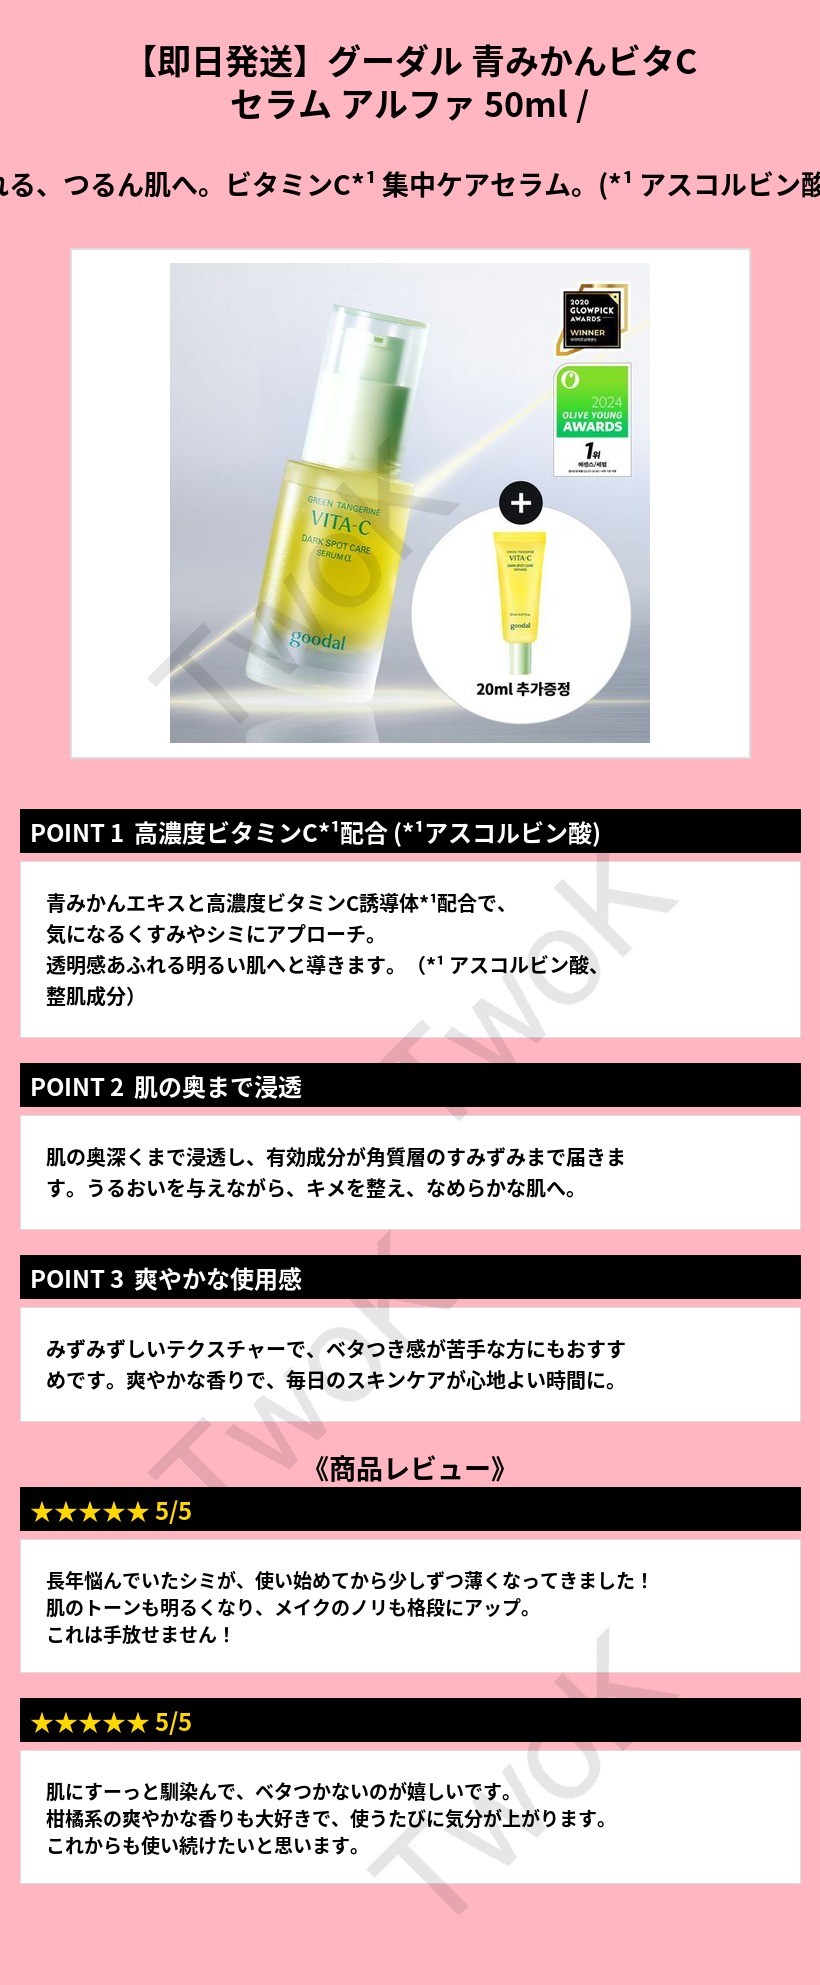 【即日発送】グーダル 青みかんビタC
セラム アルファ 50ml /
れる、つるん肌へ。ビタミンC*¹ 集中ケアセラム。(*¹ アスコルビン酸
2020
GLOWPICK
AWARDS
WINNER
2024
OLIVE YOUNG
AWARDS
1위
에센스/세럼
GREEN TANGERINE
VITA-C
DARK SPOT CARE
SERUM α
goodal
+
GREEN TANGERINE
VITA-C
DARK SPOT CARE
SERUM α
goodal
20ml 추가증정
TwoK
POINT 1 高濃度ビタミンC*¹配合 (*¹アスコルビン酸)
青みかんエキスと高濃度ビタミンC誘導体*¹配合で、
気になるくすみやシミにアプローチ。
透明感あふれる明るい肌へと導きます。（*¹ アスコルビン酸、
整肌成分）
TwoK
POINT 2 肌の奥まで浸透
肌の奥深くまで浸透し、有効成分が角質層のすみずみまで届きま
す。うるおいを与えながら、キメを整え、なめらかな肌へ。
POINT 3 爽やかな使用感
みずみずしいテクスチャーで、ベタつき感が苦手な方にもおすす
めです。爽やかな香りで、毎日のスキンケアが心地よい時間に。
TwoK
《商品レビュー》
★★★★★ 5/5
長年悩んでいたシミが、使い始めてから少しずつ薄くなってきました！
肌のトーンも明るくなり、メイクのノリも格段にアップ。
これは手放せません！
★★★★★ 5/5
肌にすーっと馴染んで、ベタつかないのが嬉しいです。
柑橘系の爽やかな香りも大好きで、使うたびに気分が上がります。
これからも使い続けたいと思います。
TwoK